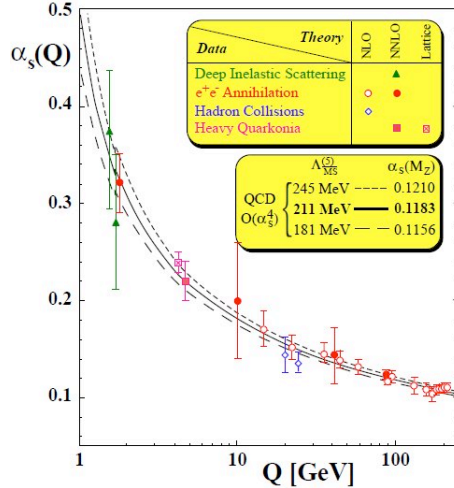 0.5
αs(Q)
0.4
0.3
0.2
0.1
Theory
Data
NLO
NNLO
Lattice
Deep Inelastic Scattering
e+e- Annihilation
Hadron Collisions
Heavy Quarkonia
Λ(5) MS αs(MZ)
QCD
O(αs4)
245 MeV 0.1210
211 MeV 0.1183
181 MeV 0.1156
1 10 100
Q [GeV]